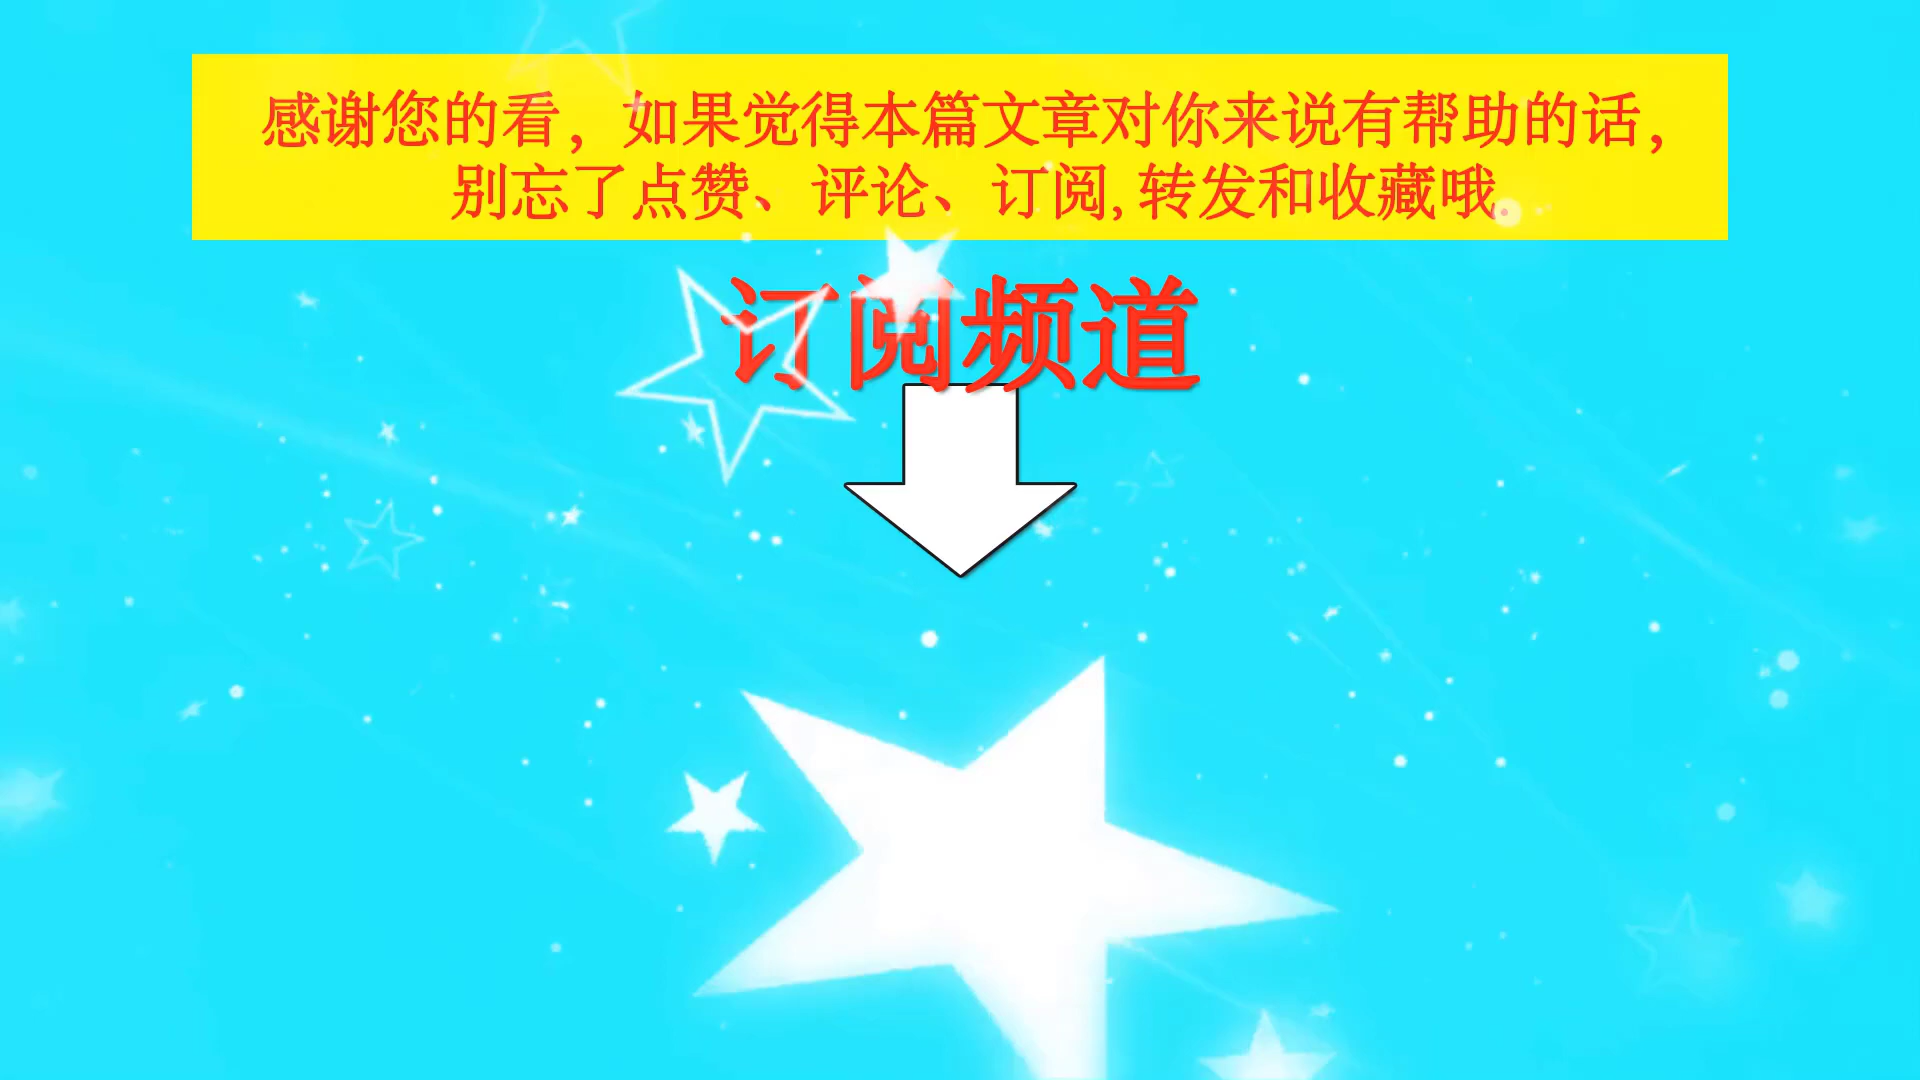 感谢您的看，如果觉得本篇文章对你来说有帮助的话，
别忘了点赞、评论、订阅,转发和收藏哦。
订阅频道